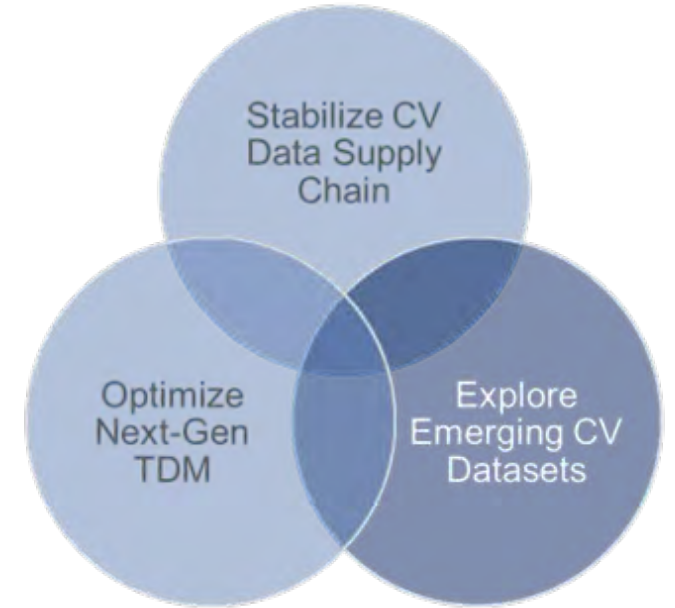 Stabilize CV
Data Supply
Chain
Optimize
Next-Gen
TDM
Explore
Emerging CV
Datasets